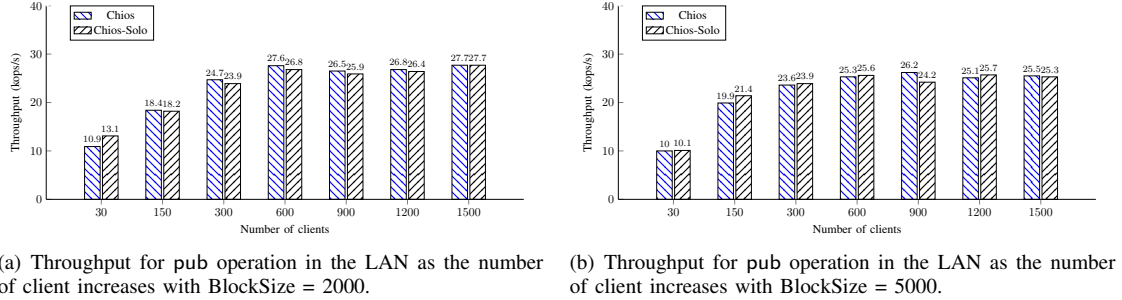 40
30
20
10
0
Throughput (kops/s)
Chios
Chios-Solo
10.9 13.1
18.4 18.2
24.7 23.9
27.6 26.8
26.5 25.9
26.8 26.4
27.7 27.7
30 150 300 600 900 1200 1500
Number of clients
(a) Throughput for pub operation in the LAN as the number
of client increases with BlockSize = 2000.
40
30
20
10
0
Throughput (kops/s)
Chios
Chios-Solo
10 10.1
19.9 21.4
23.6 23.9
25.3 25.6
26.2 24.2
25.1 25.7
25.5 25.3
30 150 300 600 900 1200 1500
Number of clients
(b) Throughput for pub operation in the LAN as the number
of client increases with BlockSize = 5000.